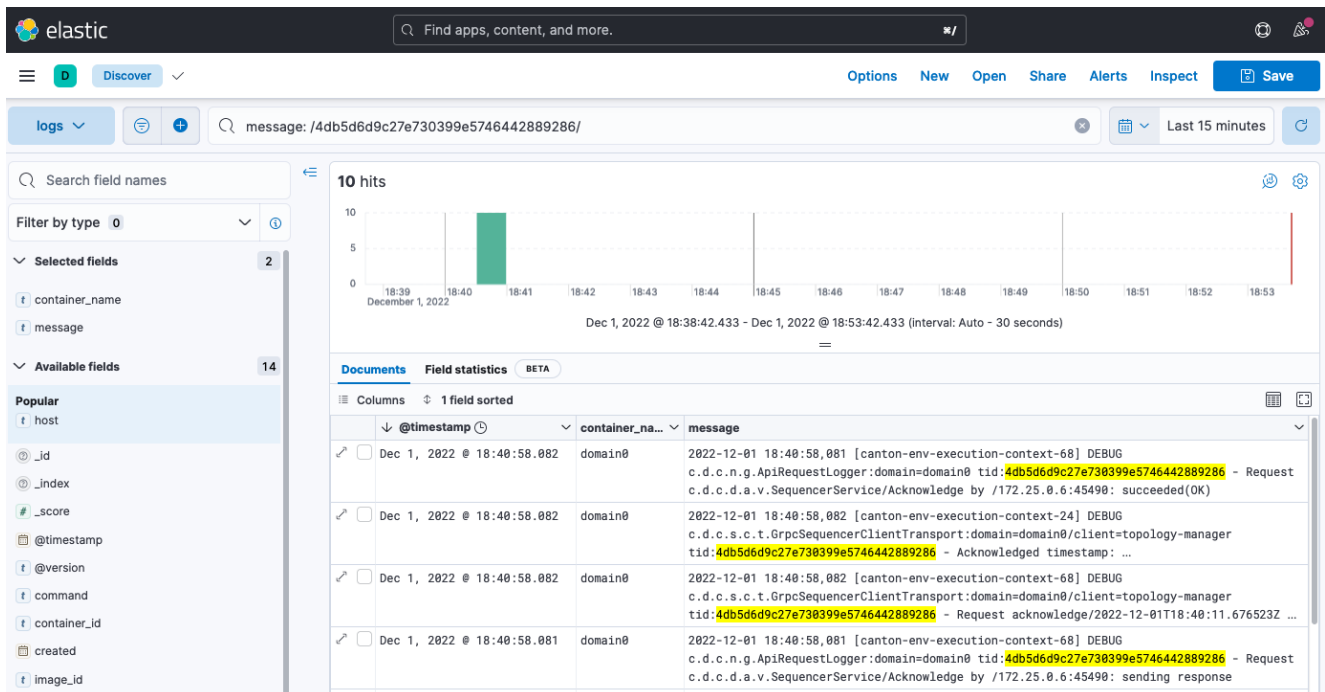 elastic
Find apps, content, and more.
⌘/
D
Discover
Options
New
Open
Share
Alerts
Inspect
Save
logs
message: /4db5d6d9c27e730399e5746442889286/
Last 15 minutes
Search field names
Filter by type 0
Selected fields 2
t container_name
t message
Available fields 14
Popular
t host
_id
_index
# _score
@timestamp
t @version
t command
t container_id
created
t image_id
10 hits
10
5
0
18:39 18:40 18:41 18:42 18:43 18:44 18:45 18:46 18:47 18:48 18:49 18:50 18:51 18:52 18:53
December 1, 2022
Dec 1, 2022 @ 18:38:42.433 - Dec 1, 2022 @ 18:53:42.433 (interval: Auto - 30 seconds)
Documents
Field statistics
BETA
Columns
1 field sorted
@timestamp
container_na...
message
Dec 1, 2022 @ 18:40:58.082
domain0
2022-12-01 18:40:58,081 [canton-env-execution-context-68] DEBUG
c.d.c.n.g.ApiRequestLogger:domain=domain0 tid:4db5d6d9c27e730399e5746442889286 - Request
c.d.c.d.a.v.SequencerService/Acknowledge by /172.25.0.6:45490: succeeded(OK)
Dec 1, 2022 @ 18:40:58.082
domain0
2022-12-01 18:40:58,082 [canton-env-execution-context-24] DEBUG
c.d.c.s.c.t.GrpcSequencerClientTransport:domain=domain0/client=topology-manager
tid:4db5d6d9c27e730399e5746442889286 - Acknowledged timestamp: …
Dec 1, 2022 @ 18:40:58.082
domain0
2022-12-01 18:40:58,082 [canton-env-execution-context-68] DEBUG
c.d.c.s.c.t.GrpcSequencerClientTransport:domain=domain0/client=topology-manager
tid:4db5d6d9c27e730399e5746442889286 - Request acknowledge/2022-12-01T18:40:11.676523Z …
Dec 1, 2022 @ 18:40:58.081
domain0
2022-12-01 18:40:58,081 [canton-env-execution-context-68] DEBUG
c.d.c.n.g.ApiRequestLogger:domain=domain0 tid:4db5d6d9c27e730399e5746442889286 - Request
c.d.c.d.a.v.SequencerService/Acknowledge by /172.25.0.6:45490: sending response